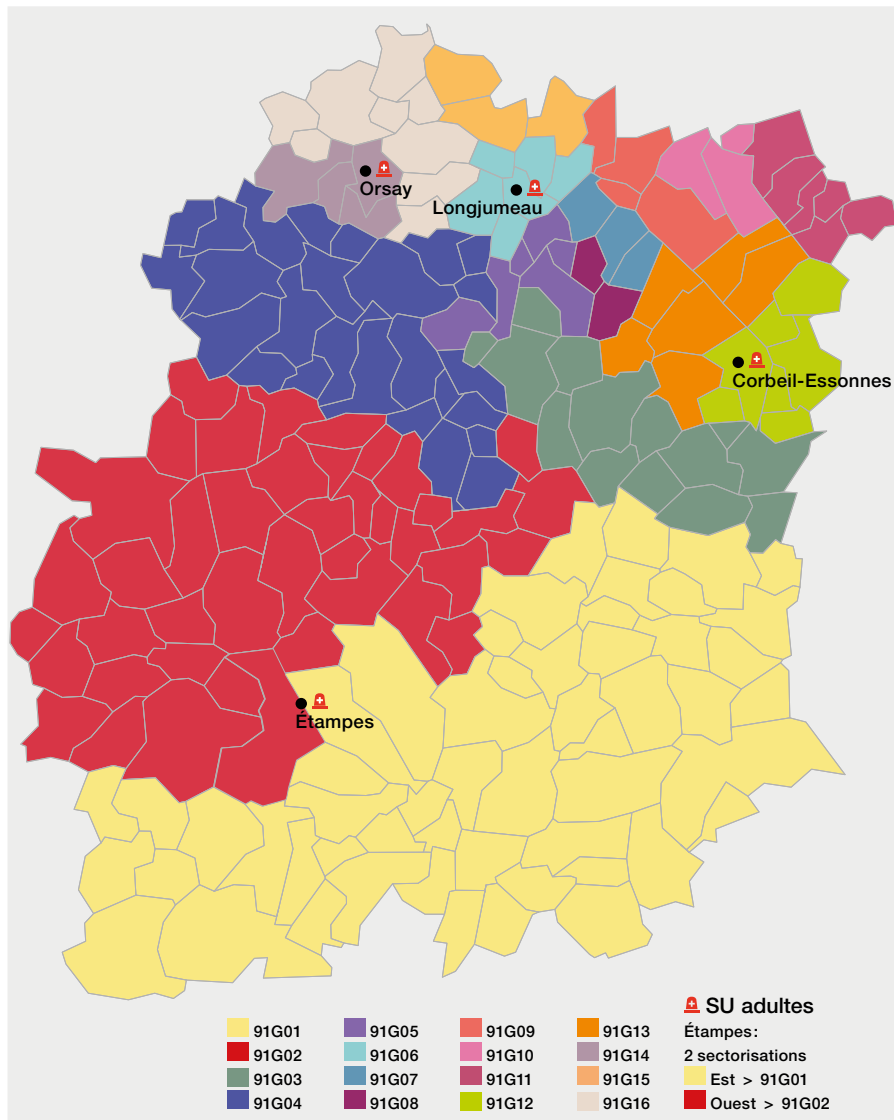 Orsay
Longjumeau
Corbeil-Essonnes
Étampes
91G01
91G02
91G03
91G04
91G05
91G06
91G07
91G08
91G09
91G10
91G11
91G12
91G13
91G14
91G15
91G16
SU adultes
Étampes:
2 sectorisations
Est > 91G01
Ouest > 91G02